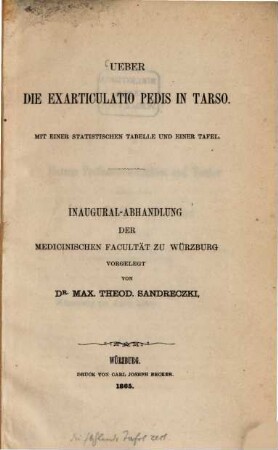 UEBER
DIE EXARTICULATIO PEDIS IN TARSO.
MIT EINER STATISTISCHEN TABELLE UND EINER TAFEL.
INAUGURAL-ABHANDLUNG
DER
MEDICINISCHEN FACULTÄT ZU WÜRZBURG
VORGELEGT
VON
DR. MAX. THEOD. SANDRECZKI,
WÜRZBURG.
DRUCK VON CARL JOSEPH BECKER.
1865.